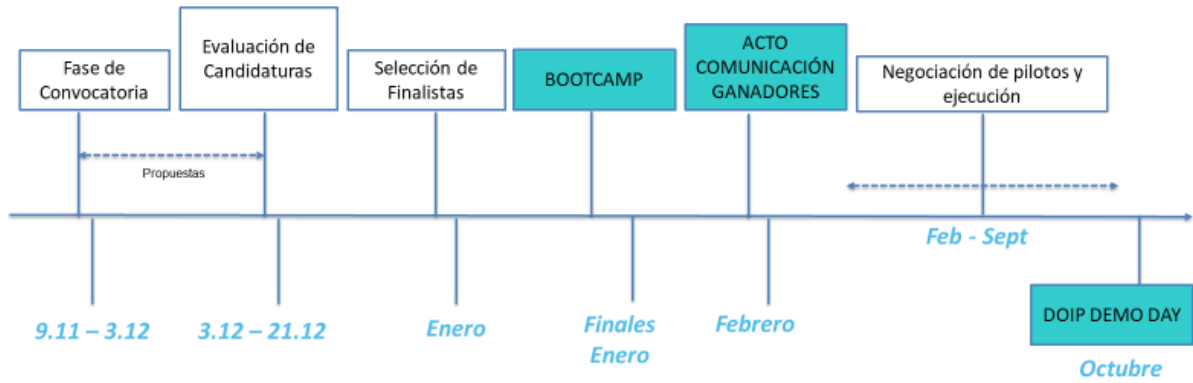 Fase de
Convocatoria
Evaluación de
Candidaturas
Selección de
Finalistas
BOOTCAMP
ACTO
COMUNICACIÓN
GANADORES
Negociación de pilotos y
ejecución
Propuestas
9.11 – 3.12
3.12 – 21.12
Enero
Finales
Enero
Febrero
Feb - Sept
DOIP DEMO DAY
Octubre